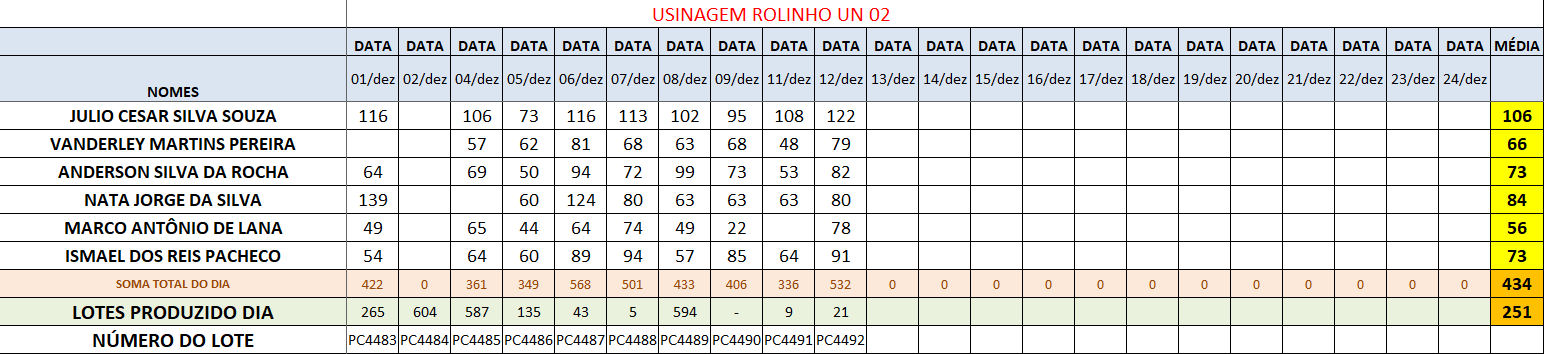 USINAGEM ROLINHO UN 02
DATA DATA DATA DATA DATA DATA DATA DATA DATA DATA DATA DATA DATA DATA DATA DATA DATA DATA DATA DATA DATA DATA MÉDIA
NOMES 01/dez 02/dez 04/dez 05/dez 06/dez 07/dez 08/dez 09/dez 11/dez 12/dez 13/dez 14/dez 15/dez 16/dez 17/dez 18/dez 19/dez 20/dez 21/dez 22/dez 23/dez 24/dez
JULIO CESAR SILVA SOUZA 116 106 73 116 113 102 95 108 122 106
VANDERLEY MARTINS PEREIRA 57 62 81 68 63 68 48 79 66
ANDERSON SILVA DA ROCHA 64 69 50 94 72 99 73 53 82 73
NATA JORGE DA SILVA 139 60 124 80 63 63 63 80 84
MARCO ANTÔNIO DE LANA 49 65 44 64 74 49 22 78 56
ISMAEL DOS REIS PACHECO 54 64 60 89 94 57 85 64 91 73
SOMA TOTAL DO DIA 422 0 361 349 568 501 433 406 336 532 0 0 0 0 0 0 0 0 0 0 0 0 434
LOTES PRODUZIDO DIA 265 604 587 135 43 5 594 - 9 21 251
NÚMERO DO LOTE PC4483 PC4484 PC4485 PC4486 PC4487 PC4488 PC4489 PC4490 PC4491 PC4492